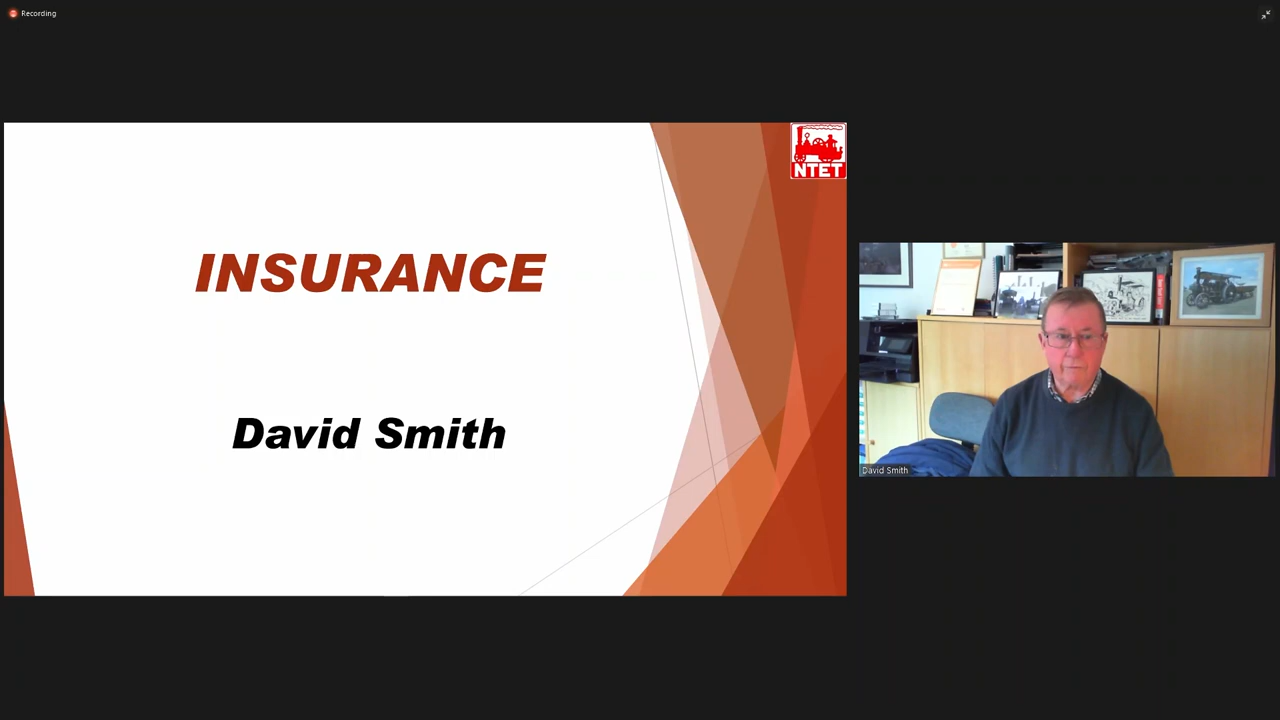 Recording
NTET
INSURANCE
David Smith
David Smith